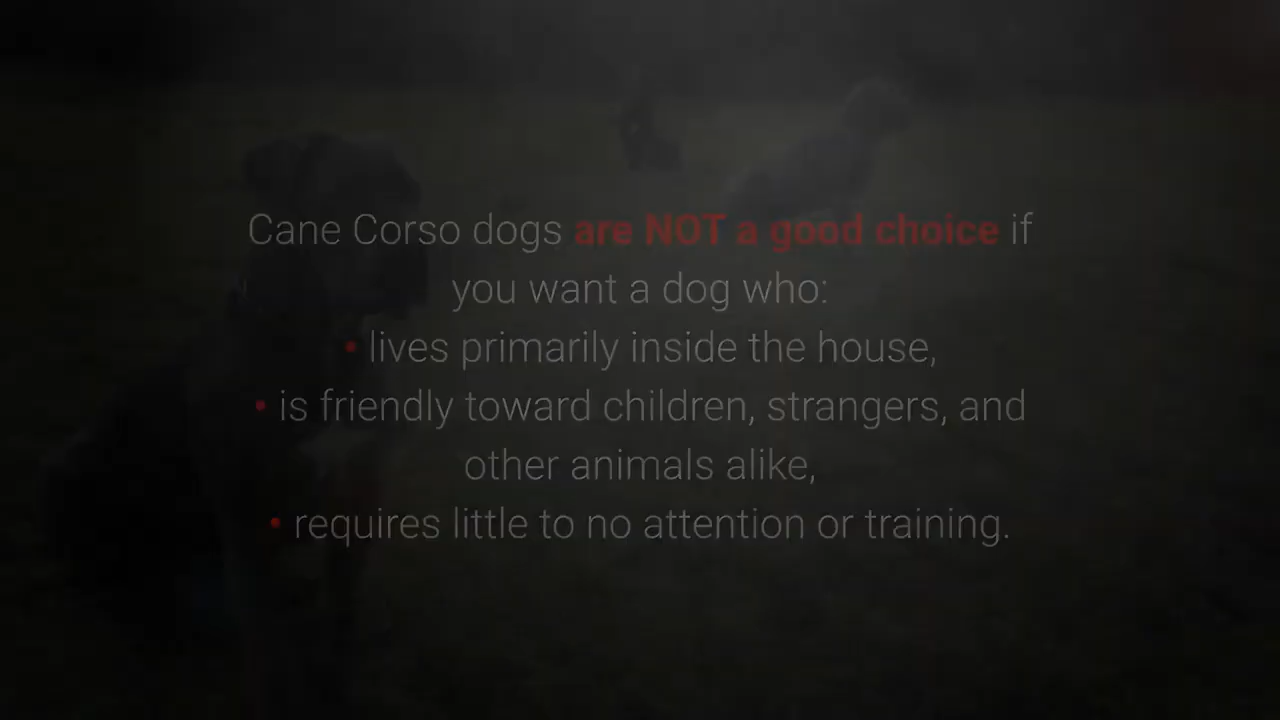 Cane Corso dogs are NOT a good choice if
you want a dog who:
• lives primarily inside the house,
• is friendly toward children, strangers, and
other animals alike,
• requires little to no attention or training.